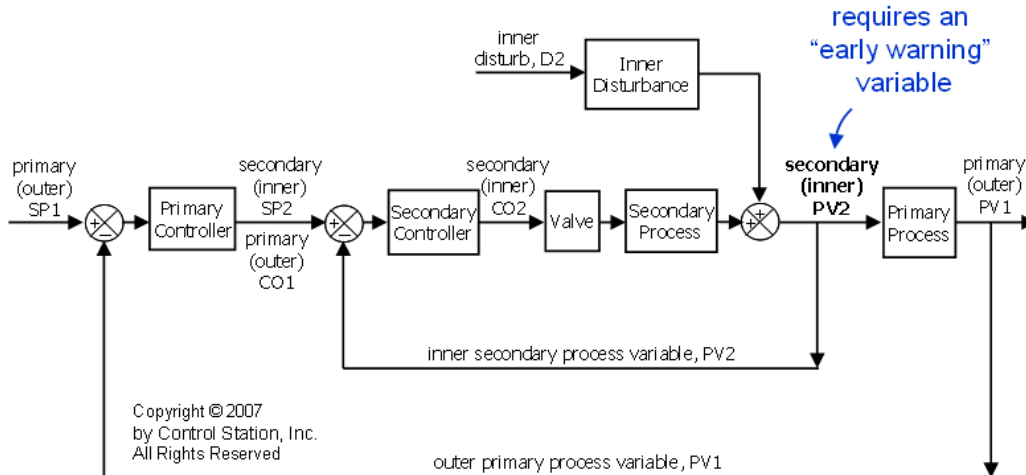 requires an
“early warning”
variable
inner
disturb, D2
Inner
Disturbance
primary
(outer)
SP1
+
−
Primary
Controller
secondary
(inner)
SP2
primary
(outer)
CO1
+
−
Secondary
Controller
secondary
(inner)
CO2
Valve
Secondary
Process
+
+
secondary
(inner)
PV2
Primary
Process
primary
(outer)
PV1
inner secondary process variable, PV2
Copyright © 2007
by Control Station, Inc.
All Rights Reserved
outer primary process variable, PV1